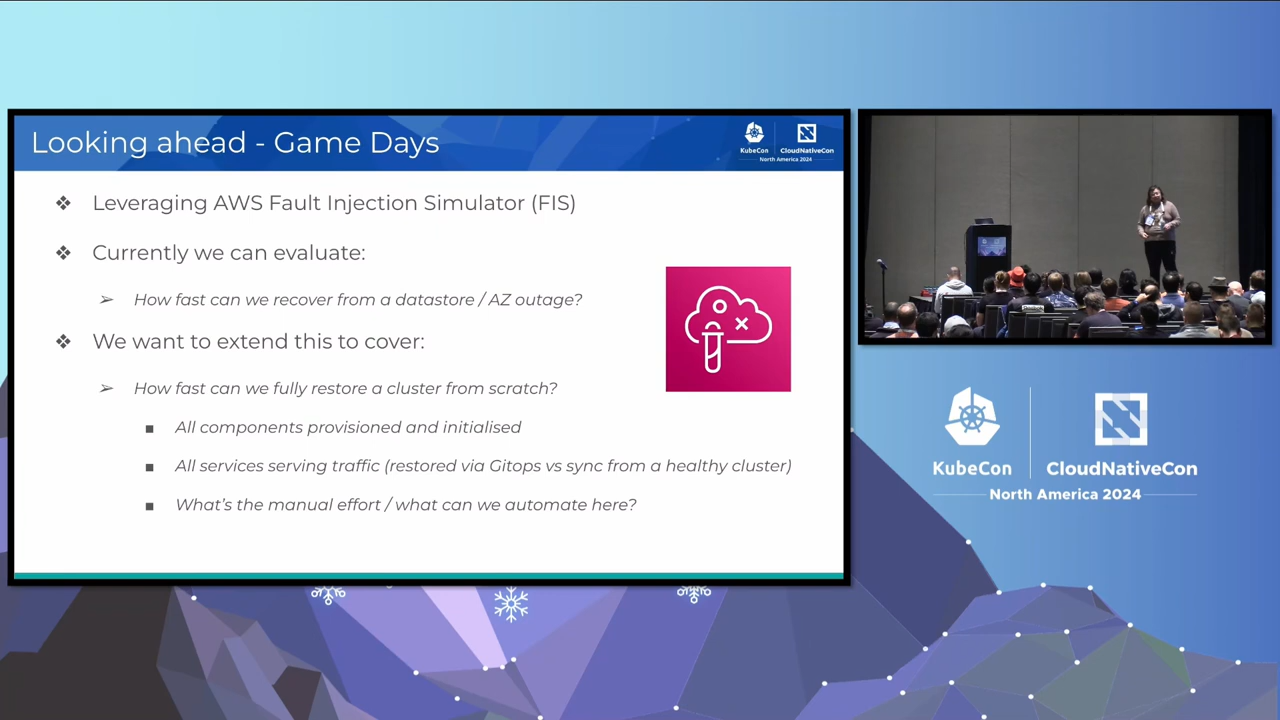 Looking ahead - Game Days
KubeCon
CloudNativeCon
North America 2024
❖ Leveraging AWS Fault Injection Simulator (FIS)
❖ Currently we can evaluate:
➢ How fast can we recover from a datastore / AZ outage?
❖ We want to extend this to cover:
➢ How fast can we fully restore a cluster from scratch?
■ All components provisioned and initialised
■ All services serving traffic (restored via Gitops vs sync from a healthy cluster)
■ What's the manual effort / what can we automate here?
KubeCon
CloudNativeCon
North America 2024